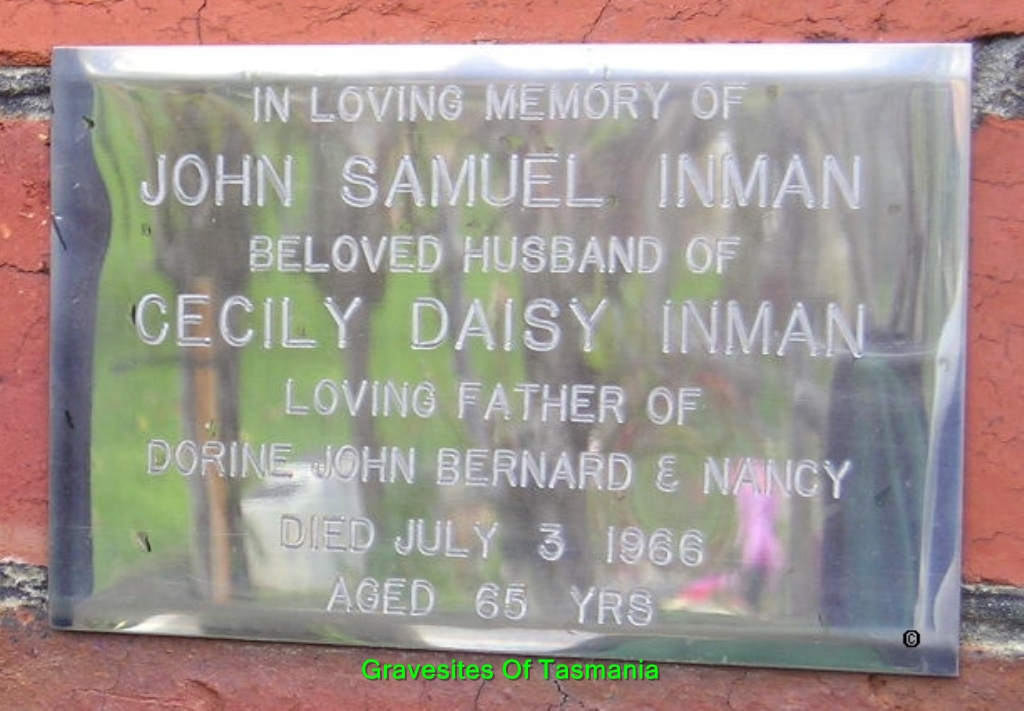 IN LOVING MEMORY OF
JOHN SAMUEL INMAN
BELOVED HUSBAND OF
CECILY DAISY INMAN
LOVING FATHER OF
DORINE JOHN BERNARD & NANCY
DIED JULY 3 1966
AGED 65 YRS
©
Gravesites Of Tasmania